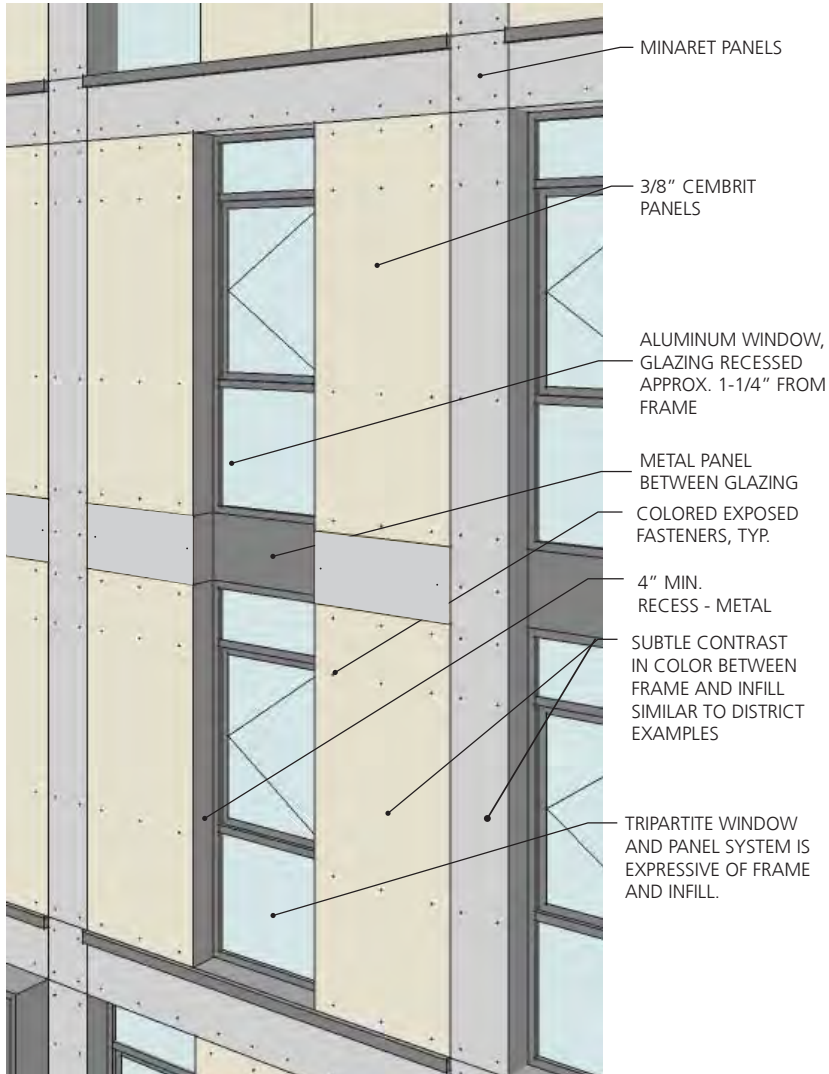 MINARET PANELS
3/8" CEMBRIT
PANELS
ALUMINUM WINDOW,
GLAZING RECESSED
APPROX. 1-1/4" FROM
FRAME
METAL PANEL
BETWEEN GLAZING
COLORED EXPOSED
FASTENERS, TYP.
4" MIN.
RECESS - METAL
SUBTLE CONTRAST
IN COLOR BETWEEN
FRAME AND INFILL
SIMILAR TO DISTRICT
EXAMPLES
TRIPARTITE WINDOW
AND PANEL SYSTEM IS
EXPRESSIVE OF FRAME
AND INFILL.